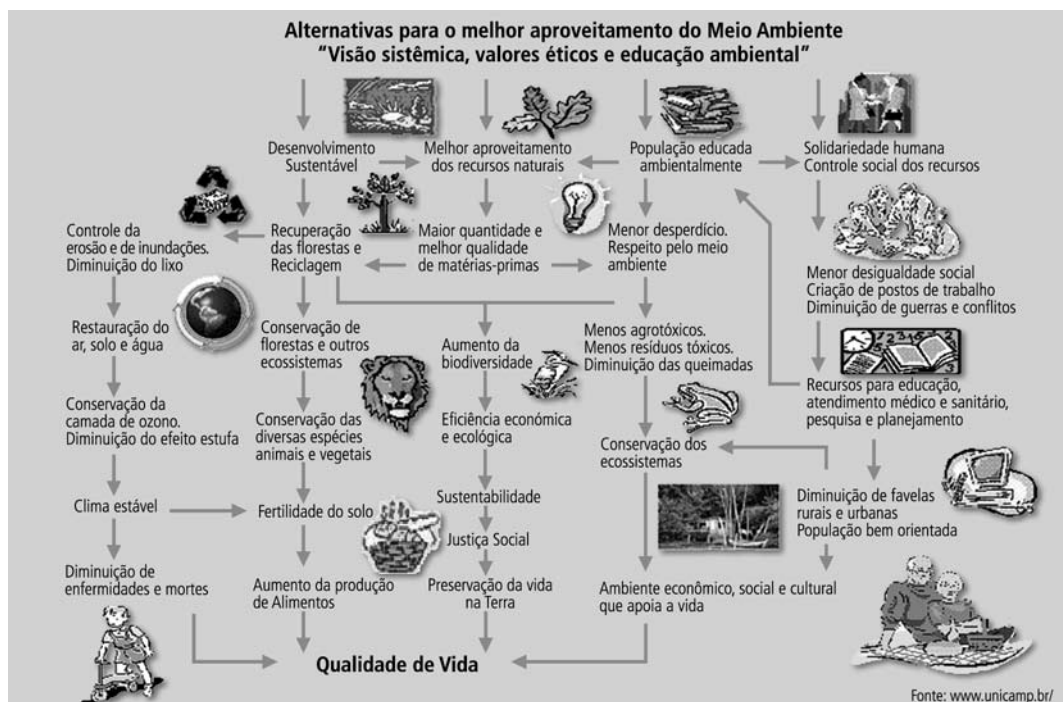 Alternativas para o melhor aproveitamento do Meio Ambiente
“Visão sistêmica, valores éticos e educação ambiental”
Desenvolvimento
Sustentável
Melhor aproveitamento
dos recursos naturais
População educada
ambientalmente
Solidariedade humana
Controle social dos recursos
Controle da
erosão e de inundações.
Diminuição do lixo
Recuperação
das florestas e
Reciclagem
Maior quantidade e
melhor qualidade
de matérias-primas
Menor desperdício.
Respeito pelo meio
ambiente
Menor desigualdade social
Criação de postos de trabalho
Diminuição de guerras e conflitos
Restauração do
ar, solo e água
Conservação de
florestas e outros
ecossistemas
Aumento da
biodiversidade
Menos agrotóxicos.
Menos resíduos tóxicos.
Diminuição das queimadas
Recursos para educação,
atendimento médico e sanitário,
pesquisa e planejamento
Conservação da
camada de ozono.
Diminuição do efeito estufa
Conservação das
diversas espécies
animais e vegetais
Eficiência económica
e ecológica
Conservação dos
ecossistemas
Clima estável
Fertilidade do solo
Sustentabilidade
Justiça Social
Diminuição de favelas
rurais e urbanas
População bem orientada
Diminuição de
enfermidades e mortes
Aumento da produção
de Alimentos
Preservação da vida
na Terra
Ambiente econômico, social e cultural
que apoia a vida
Qualidade de Vida
Fonte: www.unicamp.br/